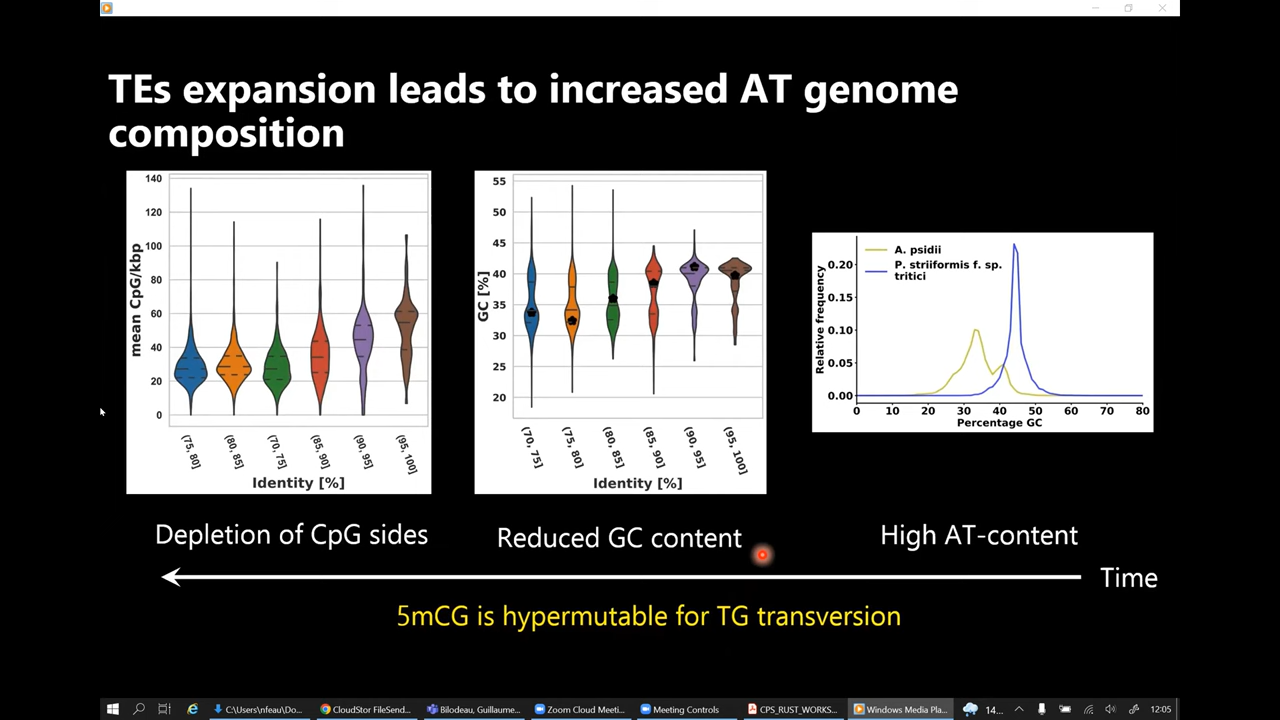 TEs expansion leads to increased AT genome
composition
140
120
100
80
60
40
20
0
mean CpG/kbp
(75, 80]
(80, 85]
(70, 75]
(85, 90]
(90, 95]
(95, 100]
Identity [%]
55
50
45
40
35
30
25
20
GC [%]
(70, 75]
(75, 80]
(80, 85]
(85, 90]
(90, 95]
(95, 100]
Identity [%]
A. psidii
P. striiformis f. sp.
tritici
0.20
0.15
0.10
0.05
0.00
Relative frequency
0 10 20 30 40 50 60 70 80
Percentage GC
Depletion of CpG sides
Reduced GC content
High AT-content
Time
5mCG is hypermutable for TG transversion
C:\Users\nfeau\Do...
CloudStor FileSend...
Bilodeau, Guillaume...
Zoom Cloud Meeti...
Meeting Controls
CPS_RUST_WORKS...
Windows Media Pla...
14...
12:05